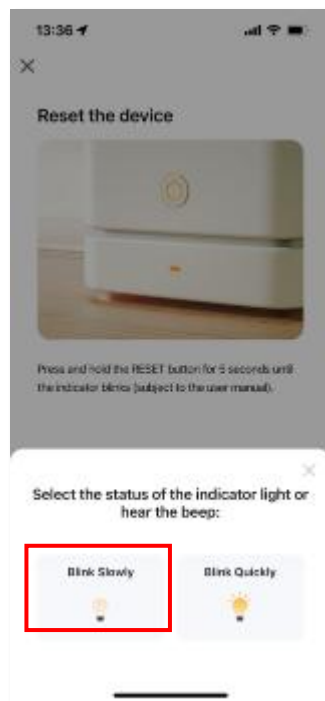 13:36
Reset the device
Press and hold the RESET button for 5 seconds until
the indicator blinks (subject to the user manual).
Select the status of the indicator light or
hear the beep:
Blink Slowly
Blink Quickly